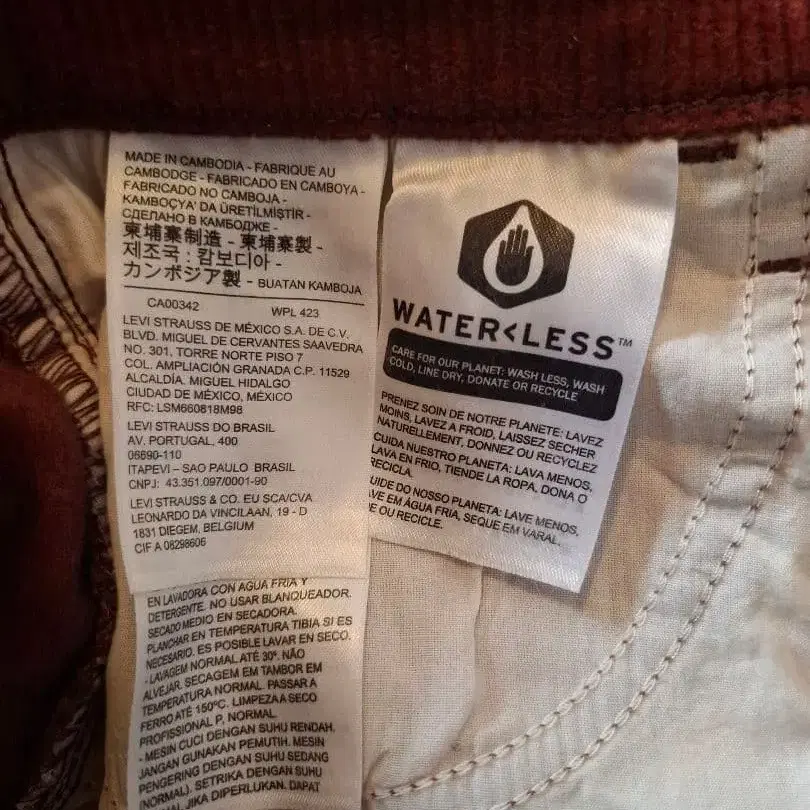 MADE IN CAMBODIA - FABRIQUE AU
CAMBODGE - FABRICADO EN CAMBOYA -
FABRICADO NO CAMBOJA -
KAMBOÇYA' DA ÜRETİLMİŞTİR -
СДЕЛАНО В КАМБОДЖЕ -
柬埔寨制造 - 柬埔寨製 -
제조국 : 캄보디아 -
カンボジア製 - BUATAN KAMBOJA
CA00342 WPL 423
LEVI STRAUSS DE MÉXICO S.A. DE C.V.
BLVD. MIGUEL DE CERVANTES SAAVEDRA
NO. 301, TORRE NORTE PISO 7
COL. AMPLIACIÓN GRANADA C.P. 11529
ALCALDÍA. MIGUEL HIDALGO
CIUDAD DE MÉXICO, MÉXICO
RFC: LSM660818M98
LEVI STRAUSS DO BRASIL
AV. PORTUGAL, 400
06690-110
ITAPEVI – SAO PAULO BRASIL
CNPJ: 43.351.097/0001-90
LEVI STRAUSS & CO. EU SCA/CVA
LEONARDO DA VINCILAAN, 19 - D
1831 DIEGEM, BELGIUM
CIF A 08298606
EN LAVADORA CON AGUA FRIA Y
DETERGENTE. NO USAR BLANQUEADOR.
SECADO MEDIO EN SECADORA.
PLANCHAR EN TEMPERATURA TIBIA SI ES
NECESARIO. ES POSIBLE LAVAR EN SECO.
- LAVAGEM NORMAL ATÉ 30º. NÃO
ALVEJAR. SECAGEM EM TAMBOR EM
TEMPERATURA NORMAL. PASSAR A
FERRO ATÉ 150ºC. LIMPEZA A SECO
PROFISSIONAL P, NORMAL
- MESIN CUCI DENGAN SUHU RENDAH.
JANGAN GUNAKAN PEMUTIH. MESIN
PENGERING DENGAN SUHU SEDANG
(NORMAL). SETRIKA DENGAN SUHU
JIKA DIPERLUKAN. DAPAT
WATER<LESS™
CARE FOR OUR PLANET: WASH LESS, WASH
COLD, LINE DRY, DONATE OR RECYCLE
PRENEZ SOIN DE NOTRE PLANETE: LAVEZ
MOINS, LAVEZ A FROID, LAISSEZ SECHER
NATURELLEMENT, DONNEZ OU RECYCLEZ
CUIDA NUESTRO PLANETA: LAVA MENOS,
LAVA EN FRIO, TIENDE LA ROPA, DONA O
RECICLA.
UIDE DO NOSSO PLANETA: LAVE MENOS,
VE EM ÁGUA FRIA, SEQUE EM VARAL,
E OU RECICLE.